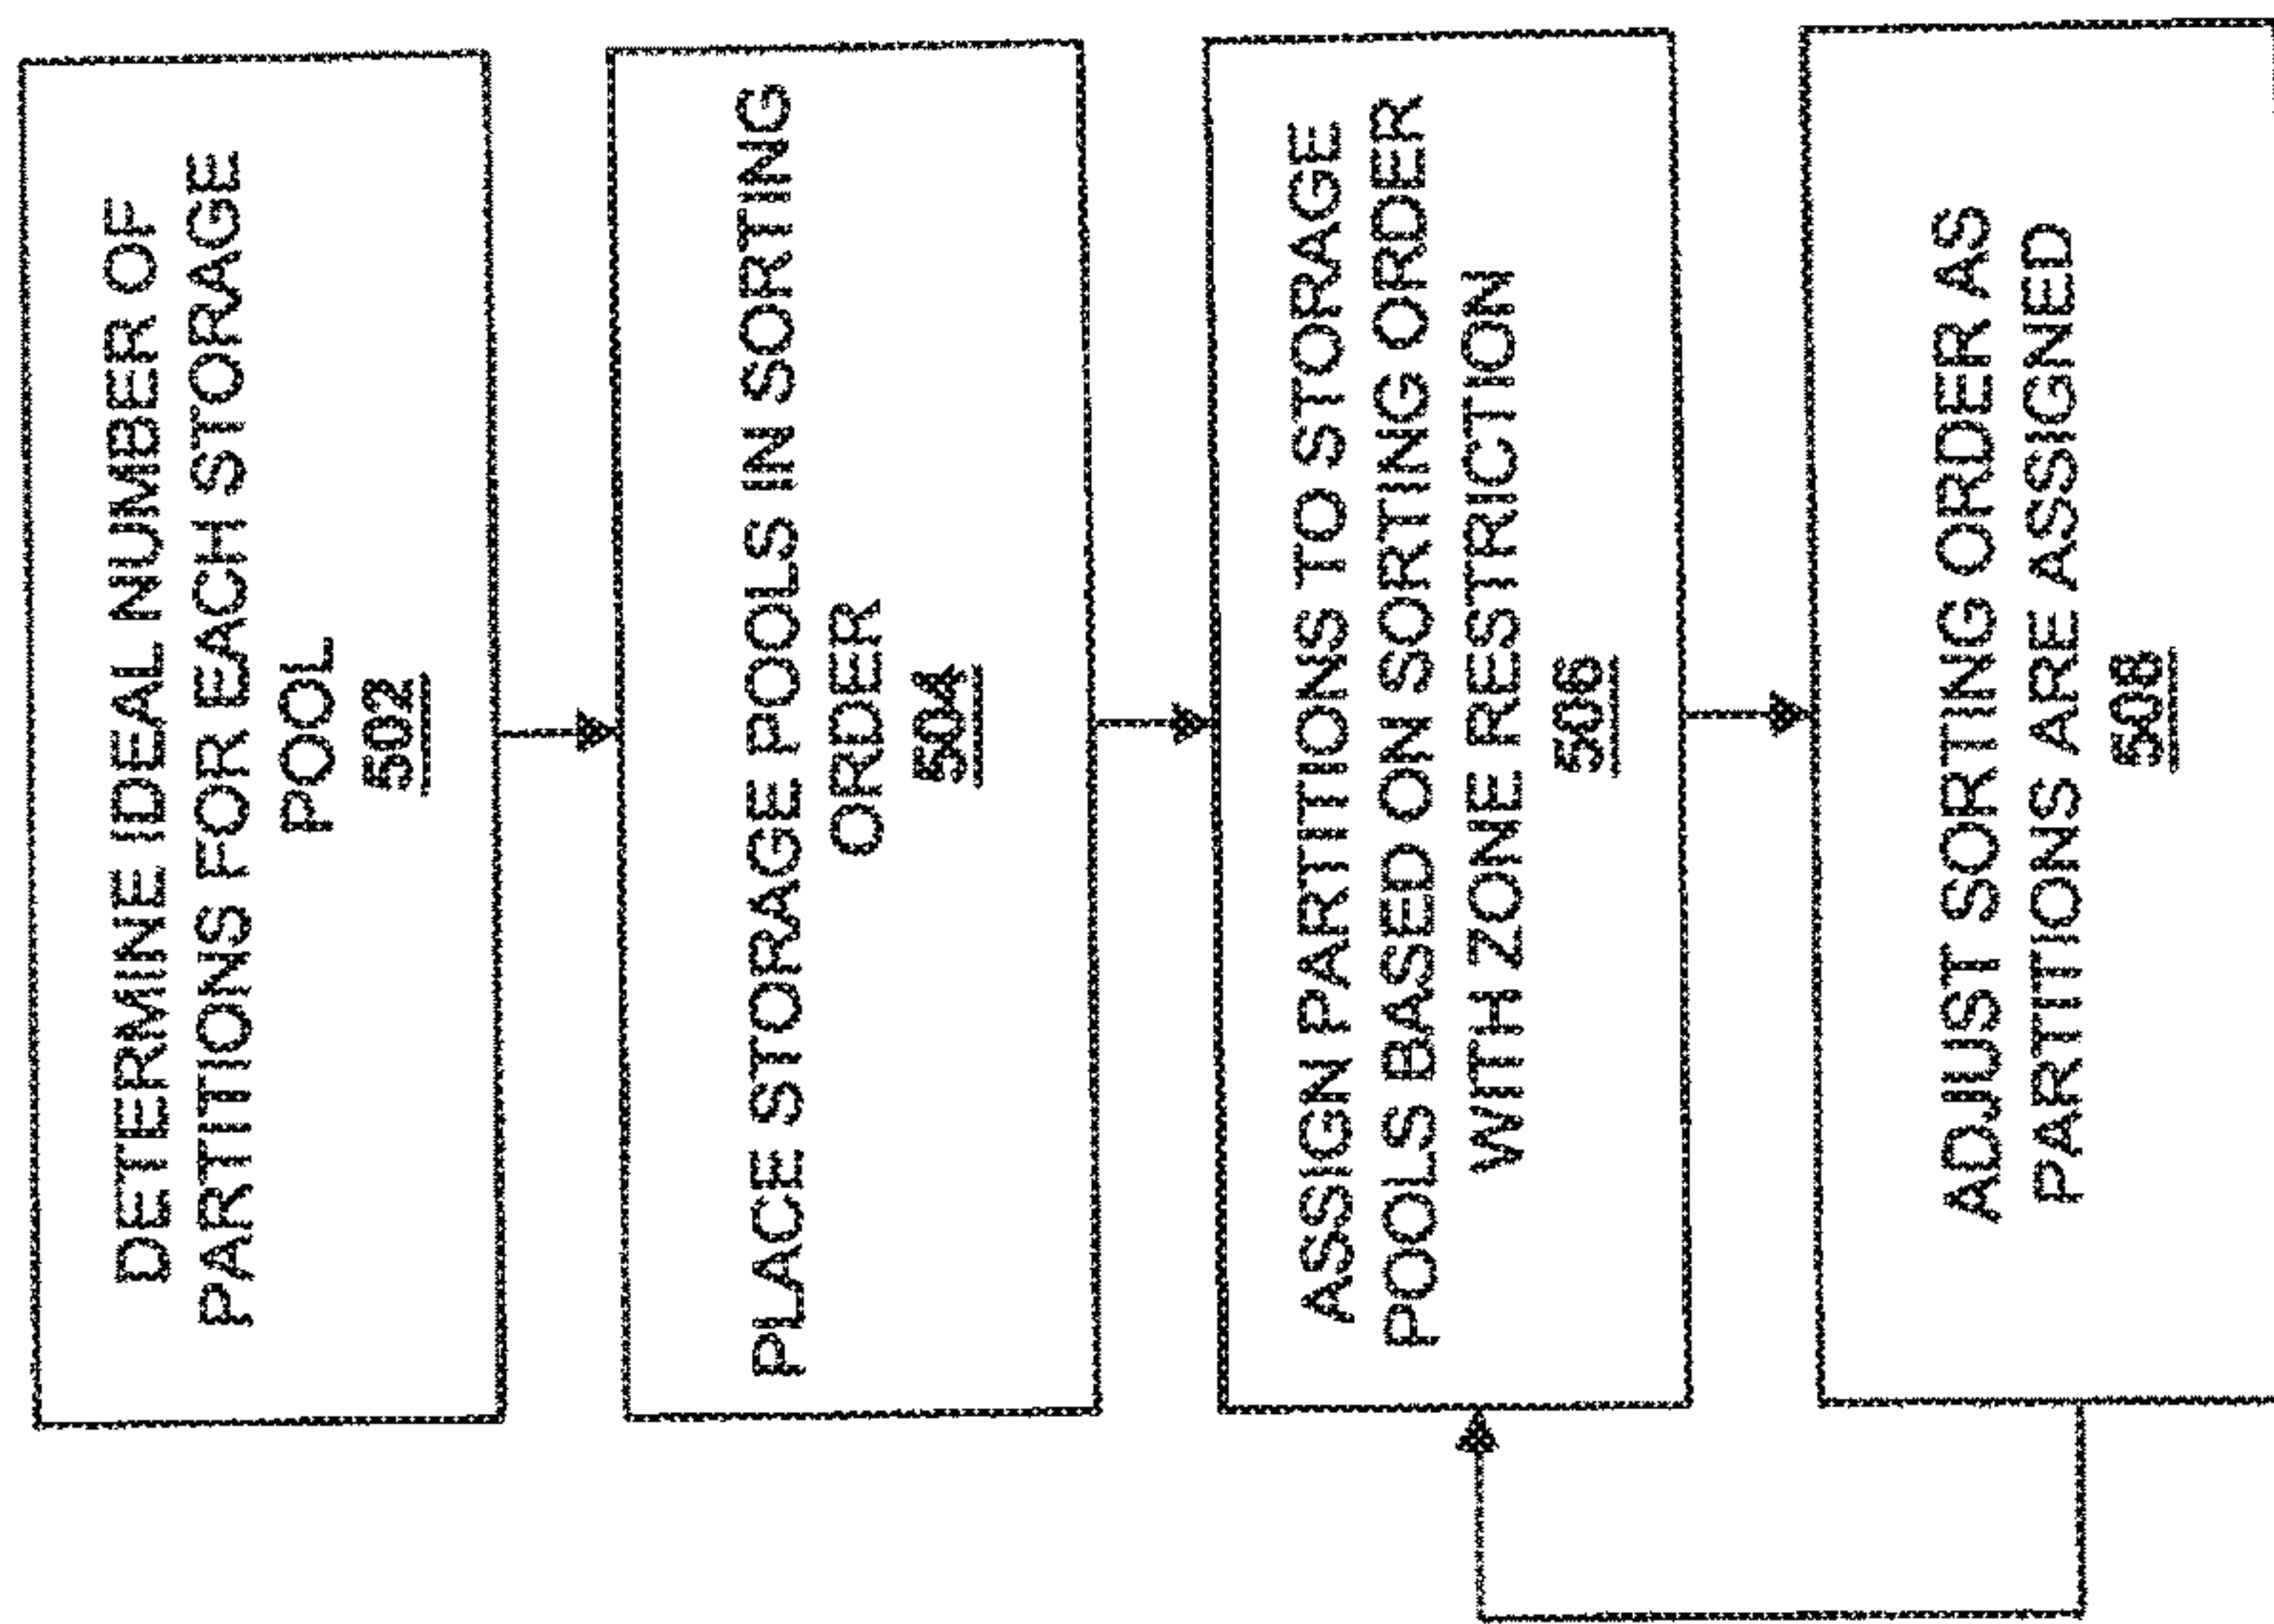 DETERMINE IDEAL NUMBER OF
PARTITIONS FOR EACH STORAGE
POOL
502
PLACE STORAGE POOLS IN SORTING
ORDER
504
ASSIGN PARTITIONS TO STORAGE
POOLS BASED ON SORTING ORDER
WITH ZONE RESTRICTION
506
ADJUST SORTING ORDER AS
PARTITIONS ARE ASSIGNED
508